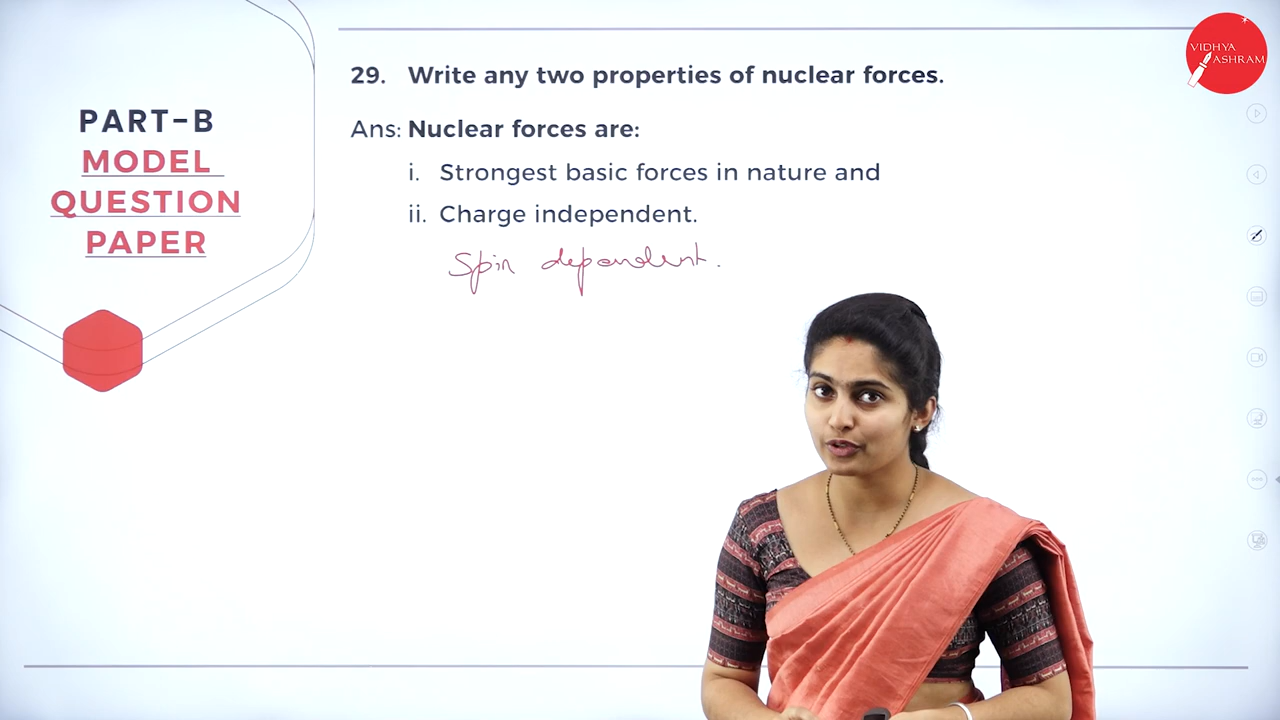 VIDHYA
ASHRAM
PART-B
MODEL
QUESTION
PAPER
29. Write any two properties of nuclear forces.
Ans: Nuclear forces are:
i. Strongest basic forces in nature and
ii. Charge independent.
Spin dependent.